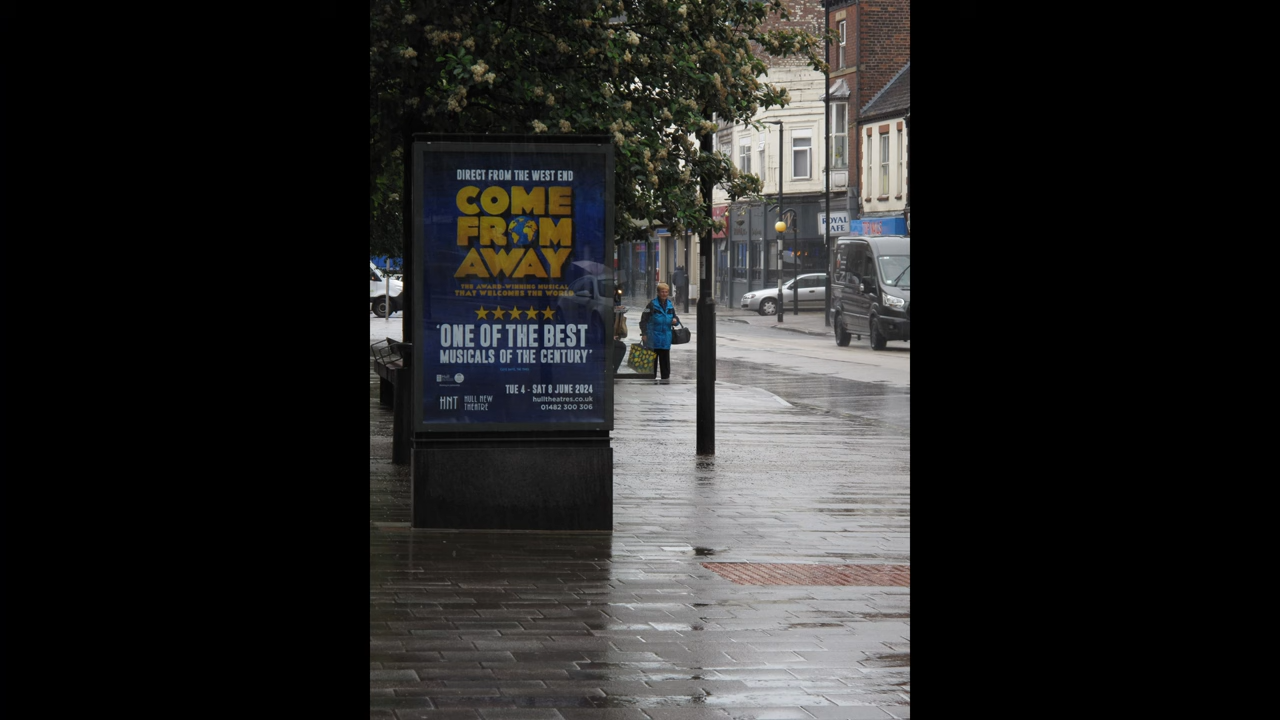 DIRECT FROM THE WEST END
COME
FROM
AWAY
THE AWARD-WINNING MUSICAL
THAT WELCOMES THE WORLD
'ONE OF THE BEST
MUSICALS OF THE CENTURY'
TUE 4 - SAT 8 JUNE 2024
HNT HULL NEW THEATRE
hulltheatres.co.uk
01482 300 306
ROYAL
CAFE